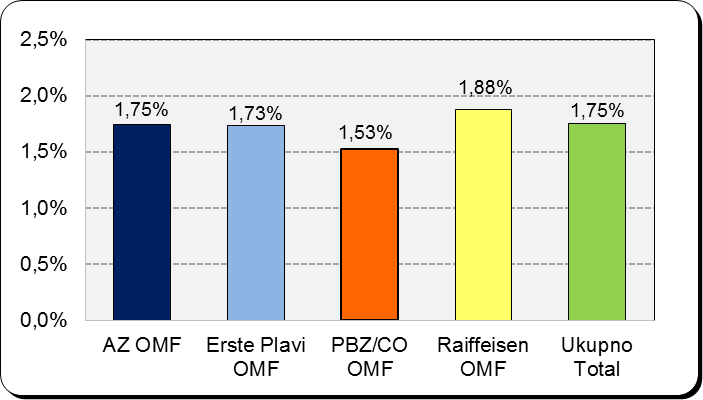 2,5%
2,0%
1,5%
1,0%
0,5%
0,0%
1,75%
1,73%
1,53%
1,88%
1,75%
AZ OMF
Erste Plavi
OMF
PBZ/CO
OMF
Raiffeisen
OMF
Ukupno
Total